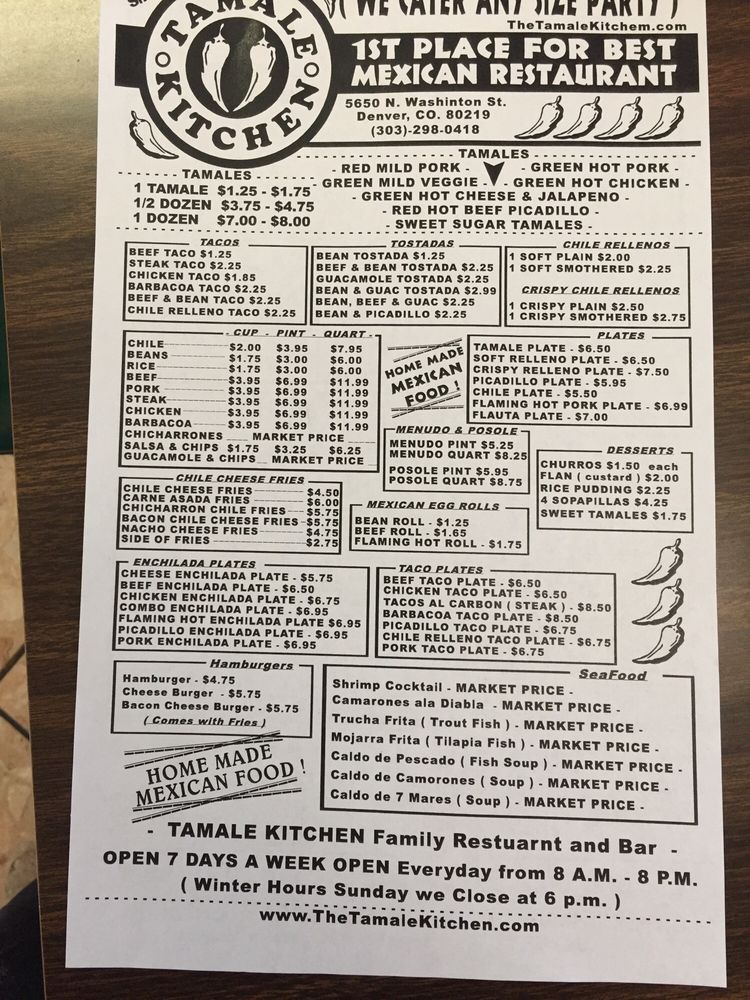 ( WE CATER ANY SIZE PARTY )
TheTamaleKitchem.com
TAMALE KITCHEN
1ST PLACE FOR BEST
MEXICAN RESTAURANT
5650 N. Washinton St.
Denver, CO. 80219
(303)-298-0418
TAMALES
1 TAMALE $1.25 - $1.75
1/2 DOZEN $3.75 - $4.75
1 DOZEN $7.00 - $8.00
TAMALES
- RED MILD PORK - - GREEN HOT PORK -
- GREEN MILD VEGGIE - - GREEN HOT CHICKEN -
- GREEN HOT CHEESE & JALAPENO -
- RED HOT BEEF PICADILLO -
- SWEET SUGAR TAMALES -
TACOS
BEEF TACO $1.25
STEAK TACO $2.25
CHICKEN TACO $1.85
BARBACOA TACO $2.25
BEEF & BEAN TACO $2.25
CHILE RELLENO TACO $2.25
TOSTADAS
BEAN TOSTADA $1.25
BEEF & BEAN TOSTADA $2.25
GUACAMOLE TOSTADA $2.25
BEAN & GUAC TOSTADA $2.99
BEAN, BEEF & GUAC $2.25
BEAN & PICADILLO $2.25
CHILE RELLENOS
1 SOFT PLAIN $2.00
1 SOFT SMOTHERED $2.25
CRISPY CHILE RELLENOS
1 CRISPY PLAIN $2.50
1 CRISPY SMOTHERED $2.75
- CUP - PINT - QUART -
CHILE $2.00 $3.95 $7.95
BEANS $1.75 $3.00 $6.00
RICE $1.75 $3.00 $6.00
BEEF $3.95 $6.99 $11.99
PORK $3.95 $6.99 $11.99
STEAK $3.95 $6.99 $11.99
CHICKEN $3.95 $6.99 $11.99
BARBACOA $3.95 $6.99 $11.99
CHICHARRONES MARKET PRICE
SALSA & CHIPS $1.75 $3.25 $6.25
GUACAMOLE & CHIPS MARKET PRICE
HOME MADE
MEXICAN
FOOD !
PLATES
TAMALE PLATE - $6.50
SOFT RELLENO PLATE - $6.50
CRISPY RELLENO PLATE - $7.50
PICADILLO PLATE - $5.95
CHILE PLATE - $5.50
FLAMING HOT PORK PLATE - $6.99
FLAUTA PLATE - $7.00
MENUDO & POSOLE
MENUDO PINT $5.25
MENUDO QUART $8.25
POSOLE PINT $5.95
POSOLE QUART $8.75
DESSERTS
CHURROS $1.50 each
FLAN ( custard ) $2.00
RICE PUDDING $2.25
4 SOPAPILLAS $4.25
SWEET TAMALES $1.75
CHILE CHEESE FRIES
CHILE CHEESE FRIES $4.50
CARNE ASADA FRIES $6.00
CHICHARRON CHILE FRIES $5.75
BACON CHILE CHEESE FRIES $5.75
NACHO CHEESE FRIES $4.75
SIDE OF FRIES $2.75
MEXICAN EGG ROLLS
BEAN ROLL - $1.25
BEEF ROLL - $1.65
FLAMING HOT ROLL - $1.75
ENCHILADA PLATES
CHEESE ENCHILADA PLATE - $5.75
BEEF ENCHILADA PLATE - $6.50
CHICKEN ENCHILADA PLATE - $6.75
COMBO ENCHILADA PLATE - $6.95
FLAMING HOT ENCHILADA PLATE $6.95
PICADILLO ENCHILADA PLATE - $6.95
PORK ENCHILADA PLATE - $6.95
TACO PLATES
BEEF TACO PLATE - $6.50
CHICKEN TACO PLATE - $6.50
TACOS AL CARBON ( STEAK ) - $8.50
BARBACOA TACO PLATE - $8.50
PICADILLO TACO PLATE - $6.75
CHILE RELLENO TACO PLATE - $6.75
PORK TACO PLATE - $6.75
Hamburgers
Hamburger - $4.75
Cheese Burger - $5.75
Bacon Cheese Burger - $5.75
( Comes with Fries )
HOME MADE
MEXICAN FOOD !
SeaFood
Shrimp Cocktail - MARKET PRICE -
Camarones ala Diabla - MARKET PRICE -
Trucha Frita ( Trout Fish ) - MARKET PRICE -
Mojarra Frita ( Tilapia Fish ) - MARKET PRICE -
Caldo de Pescado ( Fish Soup ) - MARKET PRICE -
Caldo de Camorones ( Soup ) - MARKET PRICE -
Caldo de 7 Mares ( Soup ) - MARKET PRICE -
- TAMALE KITCHEN Family Restuarnt and Bar -
OPEN 7 DAYS A WEEK OPEN Everyday from 8 A.M. - 8 P.M.
( Winter Hours Sunday we Close at 6 p.m. )
www.TheTamaleKitchen.com